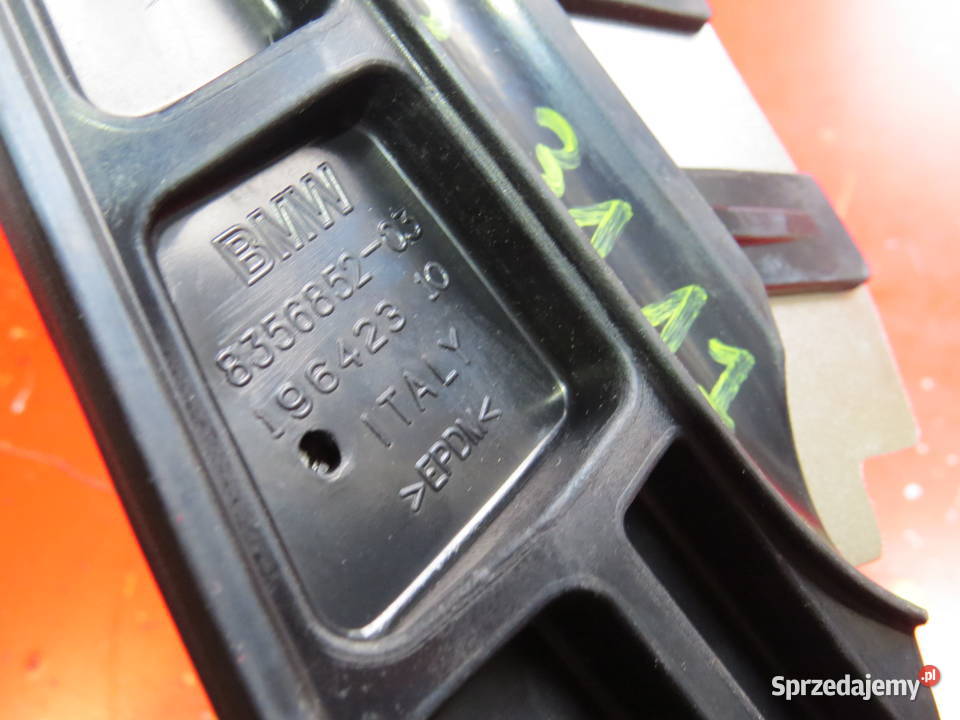 BMW
8356852-03
196423 10
ITALY
>EPDM<
Sprzedajemy.pl